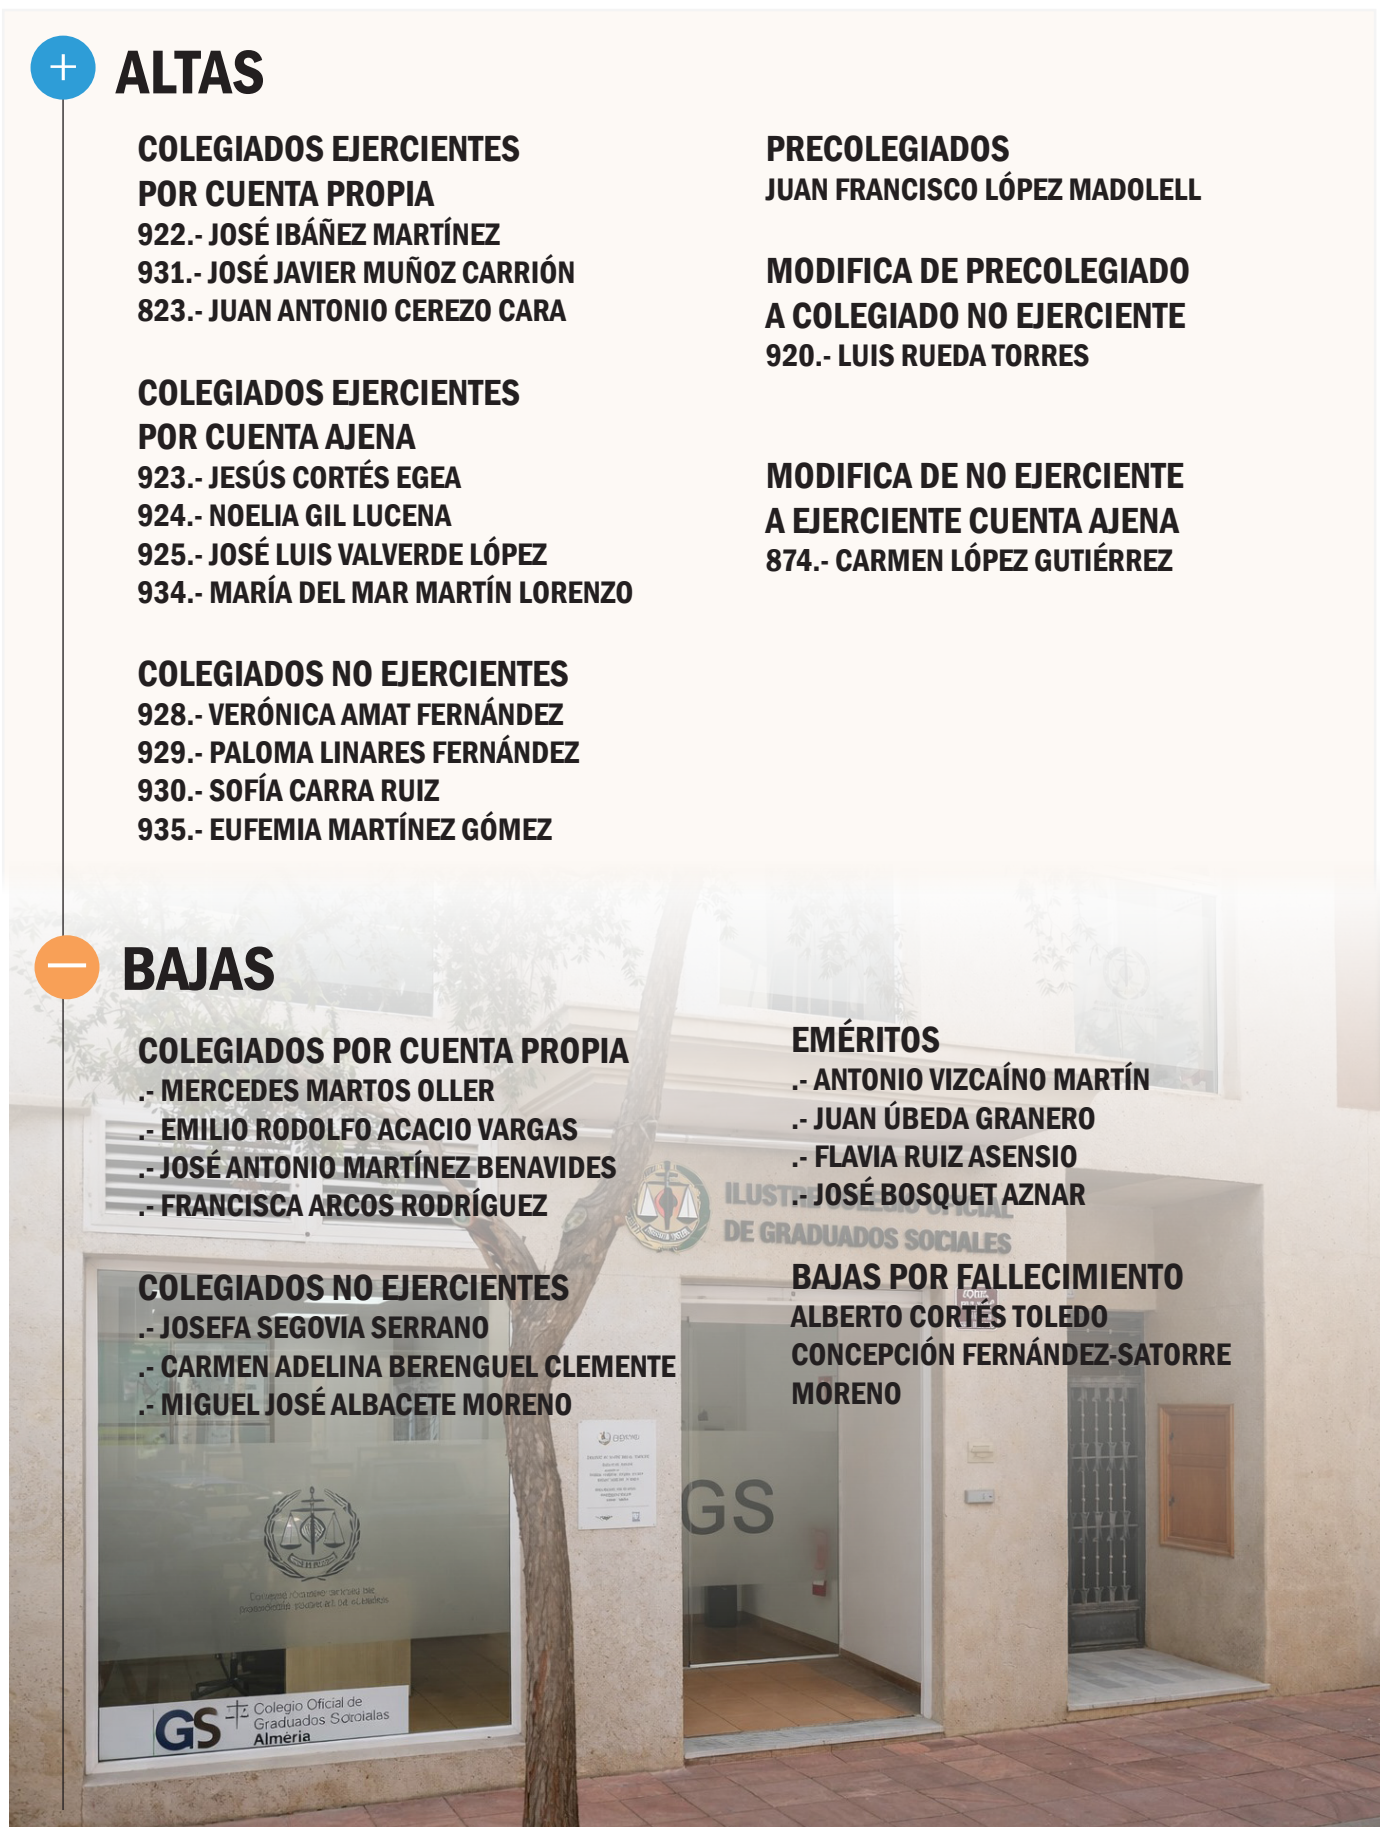 ALTAS
COLEGIADOS EJERCIENTES
POR CUENTA PROPIA
922.- JOSÉ IBÁÑEZ MARTÍNEZ
931.- JOSÉ JAVIER MUÑOZ CARRIÓN
823.- JUAN ANTONIO CEREZO CARA
COLEGIADOS EJERCIENTES
POR CUENTA AJENA
923.- JESÚS CORTÉS EGEA
924.- NOELIA GIL LUCENA
925.- JOSÉ LUIS VALVERDE LÓPEZ
934.- MARÍA DEL MAR MARTÍN LORENZO
COLEGIADOS NO EJERCIENTES
928.- VERÓNICA AMAT FERNÁNDEZ
929.- PALOMA LINARES FERNÁNDEZ
930.- SOFÍA CARRA RUIZ
935.- EUFEMIA MARTÍNEZ GÓMEZ
PRECOLEGIADOS
JUAN FRANCISCO LÓPEZ MADOLELL
MODIFICA DE PRECOLEGIADO
A COLEGIADO NO EJERCIENTE
920.- LUIS RUEDA TORRES
MODIFICA DE NO EJERCIENTE
A EJERCIENTE CUENTA AJENA
874.- CARMEN LÓPEZ GUTIÉRREZ
BAJAS
COLEGIADOS POR CUENTA PROPIA
.- MERCEDES MARTOS OLLER
.- EMILIO RODOLFO ACACIO VARGAS
.- JOSÉ ANTONIO MARTÍNEZ BENAVIDES
.- FRANCISCA ARCOS RODRÍGUEZ
COLEGIADOS NO EJERCIENTES
.- JOSEFA SEGOVIA SERRANO
.- CARMEN ADELINA BERENGUEL CLEMENTE
.- MIGUEL JOSÉ ALBACETE MORENO
EMÉRITOS
.- ANTONIO VIZCAÍNO MARTÍN
.- JUAN ÚBEDA GRANERO
.- FLAVIA RUIZ ASENSIO
.- JOSÉ BOSQUET AZNAR
BAJAS POR FALLECIMIENTO
ALBERTO CORTÉS TOLEDO
CONCEPCIÓN FERNÁNDEZ-SATORRE
MORENO
ILUSTRE COLEGIO OFICIAL
DE GRADUADOS SOCIALES
GS
GS
Colegio Oficial de
Graduados Soroialas
Almería